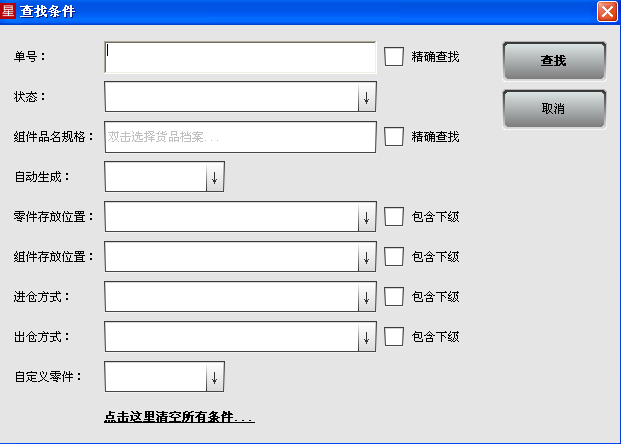 星 查找条件
单号： 精确查找 查找
状态： 取消
组件品名规格： 双击选择货品档案... 精确查找
自动生成：
零件存放位置： 包含下级
组件存放位置： 包含下级
进仓方式： 包含下级
出仓方式： 包含下级
自定义零件：
点击这里清空所有条件...